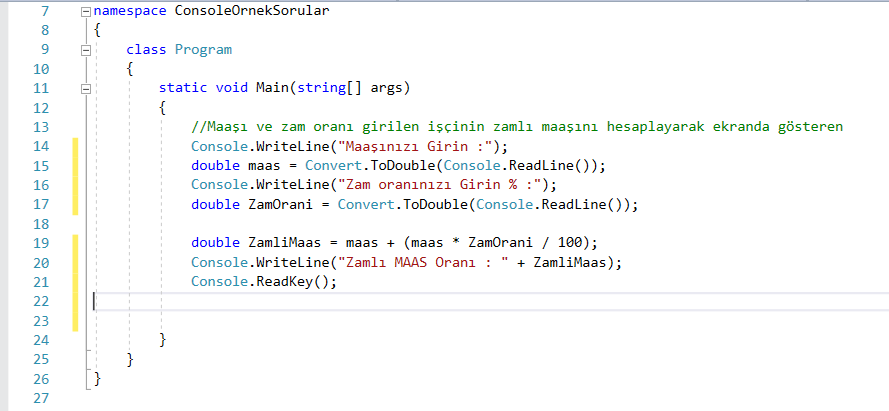 7 namespace ConsoleOrnekSorular
8 {
9 class Program
10 {
11 static void Main(string[] args)
12 {
13 //Maaşı ve zam oranı girilen işçinin zamlı maaşını hesaplayarak ekranda gösteren
14 Console.WriteLine("Maaşınızı Girin :");
15 double maas = Convert.ToDouble(Console.ReadLine());
16 Console.WriteLine("Zam oranınızı Girin % :");
17 double ZamOrani = Convert.ToDouble(Console.ReadLine());
18
19 double ZamliMaas = maas + (maas * ZamOrani / 100);
20 Console.WriteLine("Zamlı MAAS Oranı : " + ZamliMaas);
21 Console.ReadKey();
22
23
24 }
25 }
26 }
27